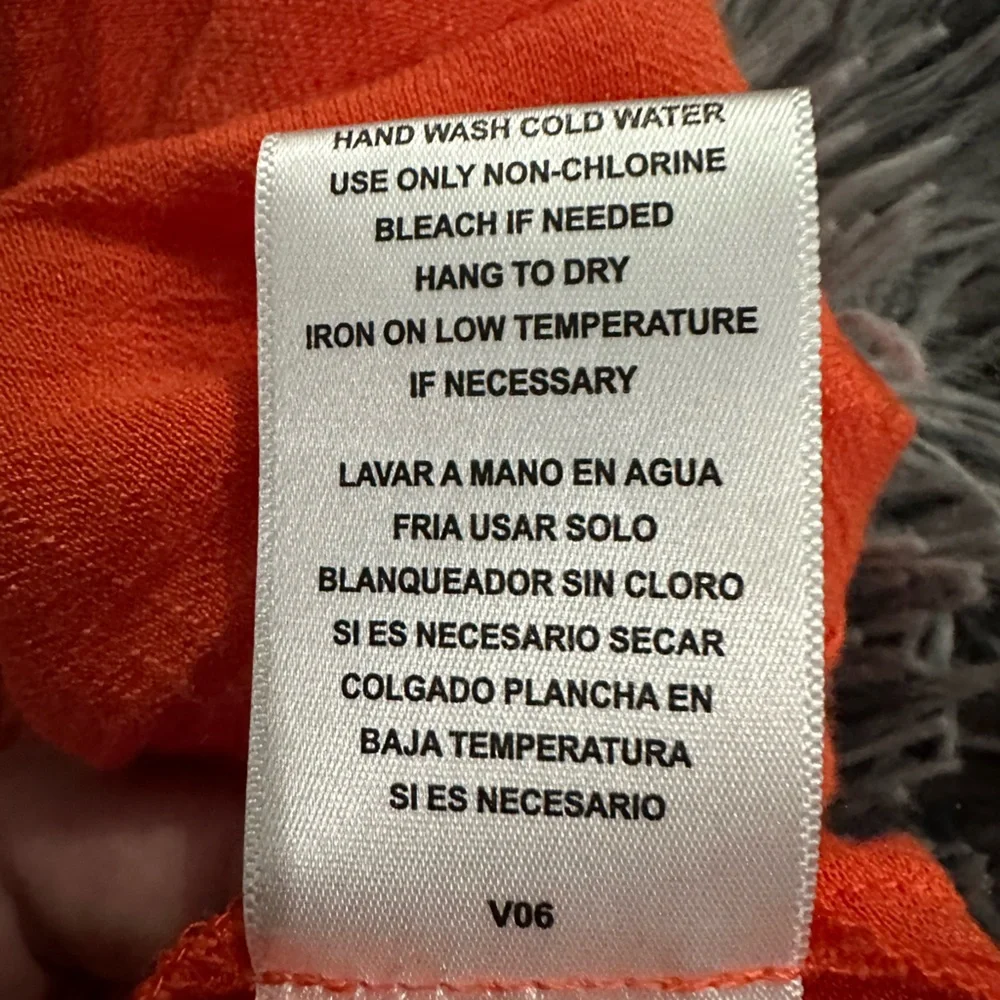 HAND WASH COLD WATER
USE ONLY NON-CHLORINE
BLEACH IF NEEDED
HANG TO DRY
IRON ON LOW TEMPERATURE
IF NECESSARY
LAVAR A MANO EN AGUA
FRIA USAR SOLO
BLANQUEADOR SIN CLORO
SI ES NECESARIO SECAR
COLGADO PLANCHA EN
BAJA TEMPERATURA
SI ES NECESARIO
V06